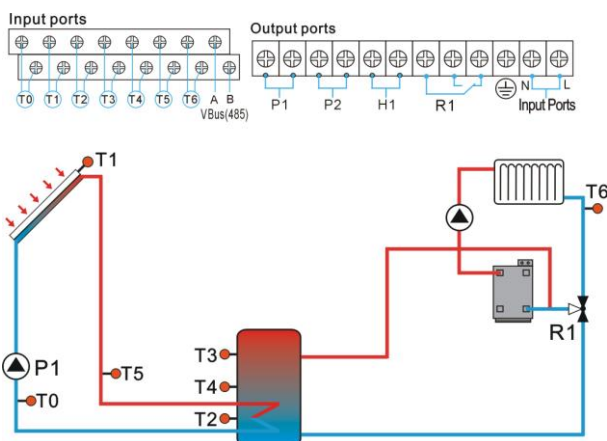 Input ports
Output ports
T0 T1 T2 T3 T4 T5 T6 A B
VBus(485)
P1 P2 H1 R1 N L
Input Ports
T1
T6
R1
P1
T5
T0
T3
T4
T2